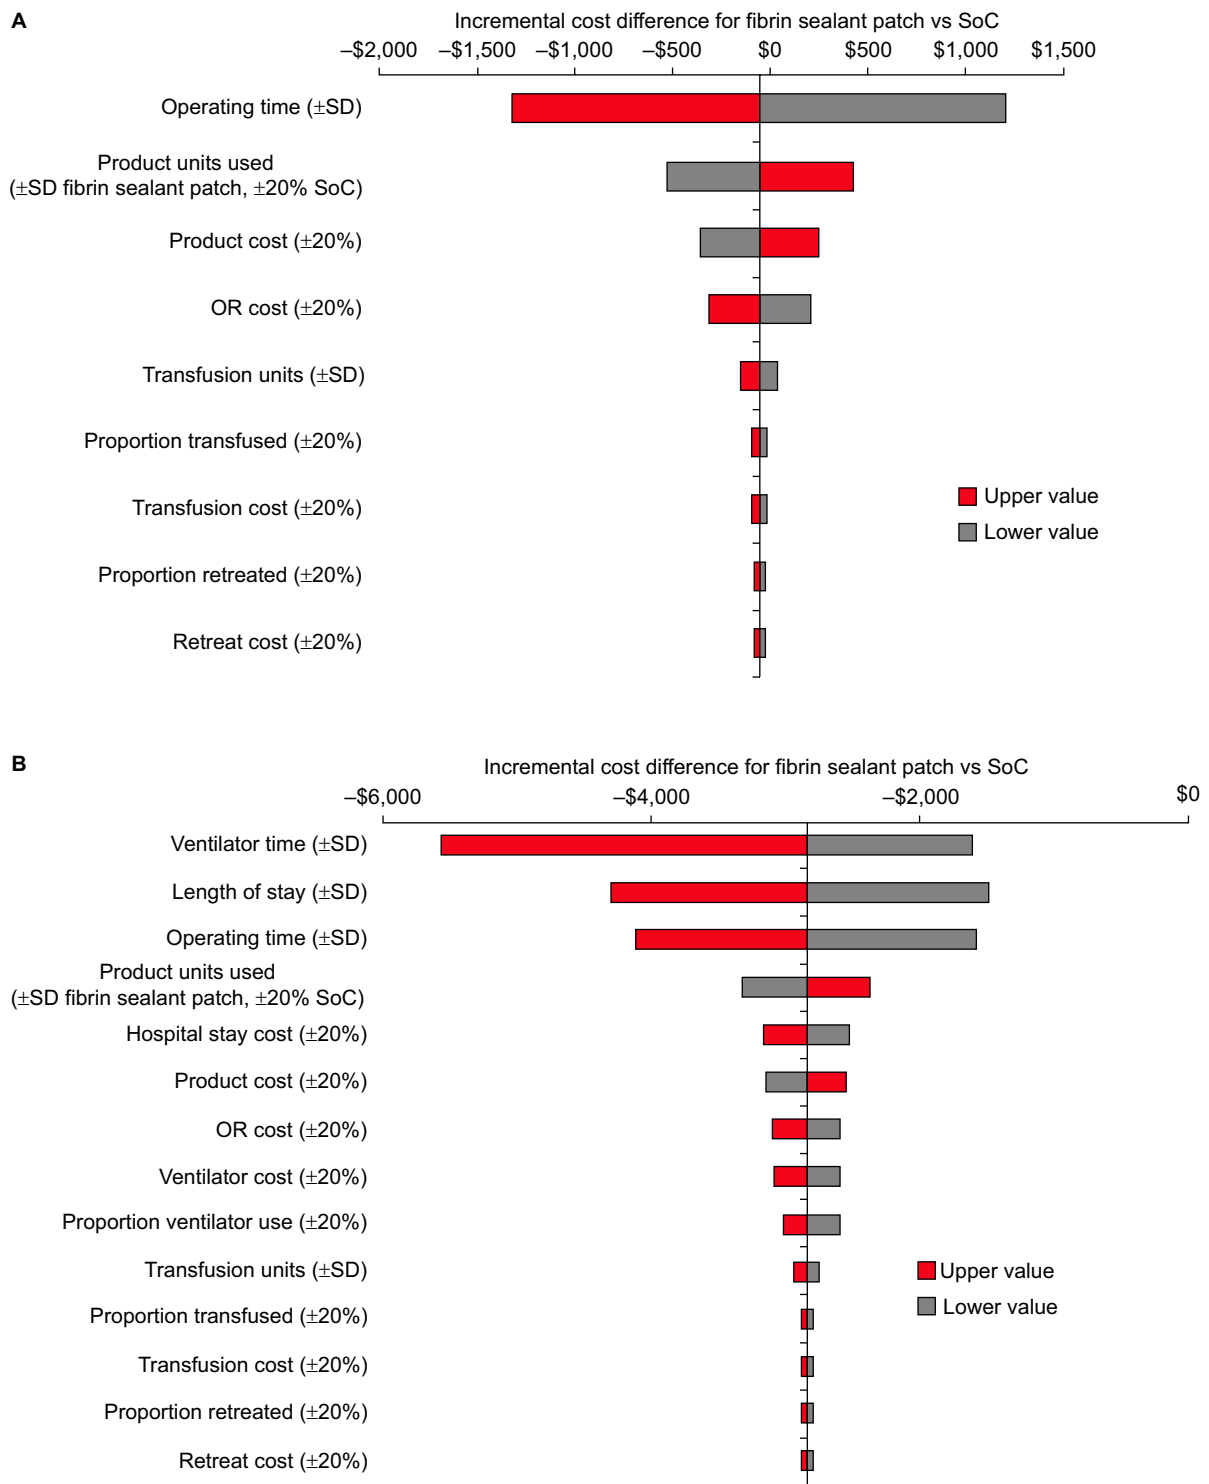 A
Incremental cost difference for fibrin sealant patch vs SoC
–$2,000 –$1,500 –$1,000 –$500 $0 $500 $1,000 $1,500
Operating time (±SD)
Product units used
(±SD fibrin sealant patch, ±20% SoC)
Product cost (±20%)
OR cost (±20%)
Transfusion units (±SD)
Proportion transfused (±20%)
Transfusion cost (±20%)
Proportion retreated (±20%)
Retreat cost (±20%)
Upper value
Lower value
B
Incremental cost difference for fibrin sealant patch vs SoC
–$6,000 –$4,000 –$2,000 $0
Ventilator time (±SD)
Length of stay (±SD)
Operating time (±SD)
Product units used
(±SD fibrin sealant patch, ±20% SoC)
Hospital stay cost (±20%)
Product cost (±20%)
OR cost (±20%)
Ventilator cost (±20%)
Proportion ventilator use (±20%)
Transfusion units (±SD)
Proportion transfused (±20%)
Transfusion cost (±20%)
Proportion retreated (±20%)
Retreat cost (±20%)
Upper value
Lower value